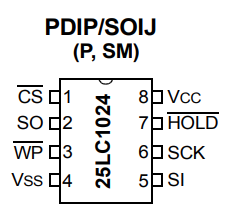 PDIP/SOIJ
(P, SM)
CS 1 8 VCC
SO 2 7 HOLD
WP 3 6 SCK
VSS 4 5 SI
25LC1024